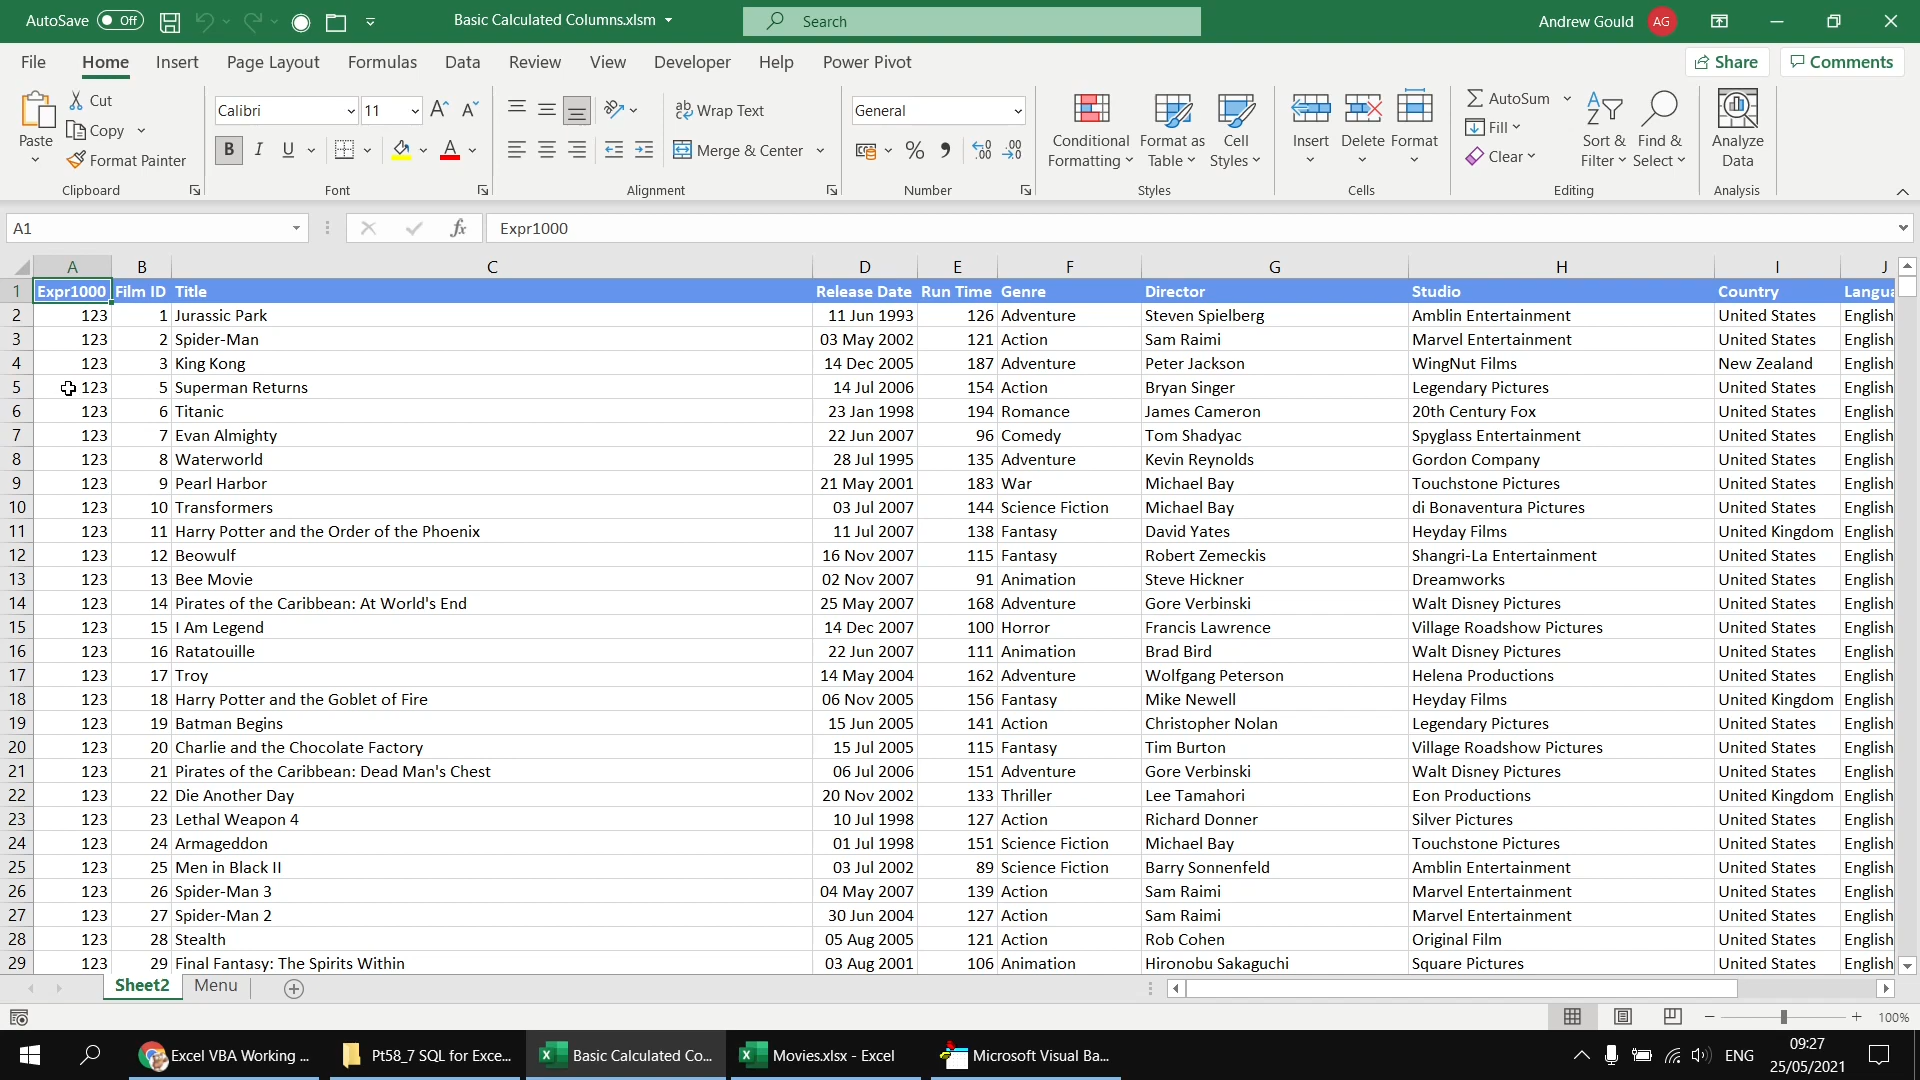 AutoSave Off Basic Calculated Columns.xlsm Search Andrew Gould AG
File Home Insert Page Layout Formulas Data Review View Developer Help Power Pivot Share Comments
Paste Cut Copy Format Painter Clipboard
Calibri 11 B I U A Font
Wrap Text Merge & Center Alignment
General % Number
Conditional Formatting Format as Table Cell Styles Styles
Insert Delete Format Cells
AutoSum Fill Clear Sort & Filter Find & Select Editing
Analyze Data Analysis
A1 fx Expr1000
A B C D E F G H I J
1 Expr1000 Film ID Title Release Date Run Time Genre Director Studio Country Langua
2 123 1 Jurassic Park 11 Jun 1993 126 Adventure Steven Spielberg Amblin Entertainment United States English
3 123 2 Spider-Man 03 May 2002 121 Action Sam Raimi Marvel Entertainment United States English
4 123 3 King Kong 14 Dec 2005 187 Adventure Peter Jackson WingNut Films New Zealand English
5 123 5 Superman Returns 14 Jul 2006 154 Action Bryan Singer Legendary Pictures United States English
6 123 6 Titanic 23 Jan 1998 194 Romance James Cameron 20th Century Fox United States English
7 123 7 Evan Almighty 22 Jun 2007 96 Comedy Tom Shadyac Spyglass Entertainment United States English
8 123 8 Waterworld 28 Jul 1995 135 Adventure Kevin Reynolds Gordon Company United States English
9 123 9 Pearl Harbor 21 May 2001 183 War Michael Bay Touchstone Pictures United States English
10 123 10 Transformers 03 Jul 2007 144 Science Fiction Michael Bay di Bonaventura Pictures United States English
11 123 11 Harry Potter and the Order of the Phoenix 11 Jul 2007 138 Fantasy David Yates Heyday Films United Kingdom English
12 123 12 Beowulf 16 Nov 2007 115 Fantasy Robert Zemeckis Shangri-La Entertainment United States English
13 123 13 Bee Movie 02 Nov 2007 91 Animation Steve Hickner Dreamworks United States English
14 123 14 Pirates of the Caribbean: At World's End 25 May 2007 168 Adventure Gore Verbinski Walt Disney Pictures United States English
15 123 15 I Am Legend 14 Dec 2007 100 Horror Francis Lawrence Village Roadshow Pictures United States English
16 123 16 Ratatouille 22 Jun 2007 111 Animation Brad Bird Walt Disney Pictures United States English
17 123 17 Troy 14 May 2004 162 Adventure Wolfgang Peterson Helena Productions United States English
18 123 18 Harry Potter and the Goblet of Fire 06 Nov 2005 156 Fantasy Mike Newell Heyday Films United Kingdom English
19 123 19 Batman Begins 15 Jun 2005 141 Action Christopher Nolan Legendary Pictures United States English
20 123 20 Charlie and the Chocolate Factory 15 Jul 2005 115 Fantasy Tim Burton Village Roadshow Pictures United States English
21 123 21 Pirates of the Caribbean: Dead Man's Chest 06 Jul 2006 151 Adventure Gore Verbinski Walt Disney Pictures United States English
22 123 22 Die Another Day 20 Nov 2002 133 Thriller Lee Tamahori Eon Productions United Kingdom English
23 123 23 Lethal Weapon 4 10 Jul 1998 127 Action Richard Donner Silver Pictures United States English
24 123 24 Armageddon 01 Jul 1998 151 Science Fiction Michael Bay Touchstone Pictures United States English
25 123 25 Men in Black II 03 Jul 2002 89 Science Fiction Barry Sonnenfeld Amblin Entertainment United States English
26 123 26 Spider-Man 3 04 May 2007 139 Action Sam Raimi Marvel Entertainment United States English
27 123 27 Spider-Man 2 30 Jun 2004 127 Action Sam Raimi Marvel Entertainment United States English
28 123 28 Stealth 05 Aug 2005 121 Action Rob Cohen Original Film United States English
29 123 29 Final Fantasy: The Spirits Within 03 Aug 2001 106 Animation Hironobu Sakaguchi Square Pictures United States English
Sheet2 Menu
100%
Excel VBA Working ... Pt58_7 SQL for Exce... Basic Calculated Co... Movies.xlsx - Excel Microsoft Visual Ba... ENG 09:27
25/05/2021